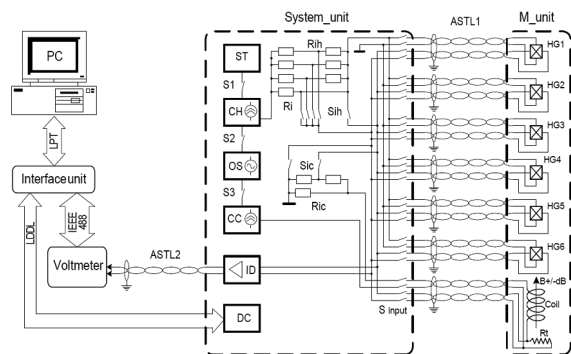 System_unit
ASTL1
M_unit
PC
LPT
Interface unit
LDDL
IEEE 488
Voltmeter
ASTL2
ST
S1
CH
S2
OS
S3
CC
ID
DC
Rih
Ri
Sih
Sic
Ric
S input
HG1
HG2
HG3
HG4
HG5
HG6
B+/-dB
Coil
Rt